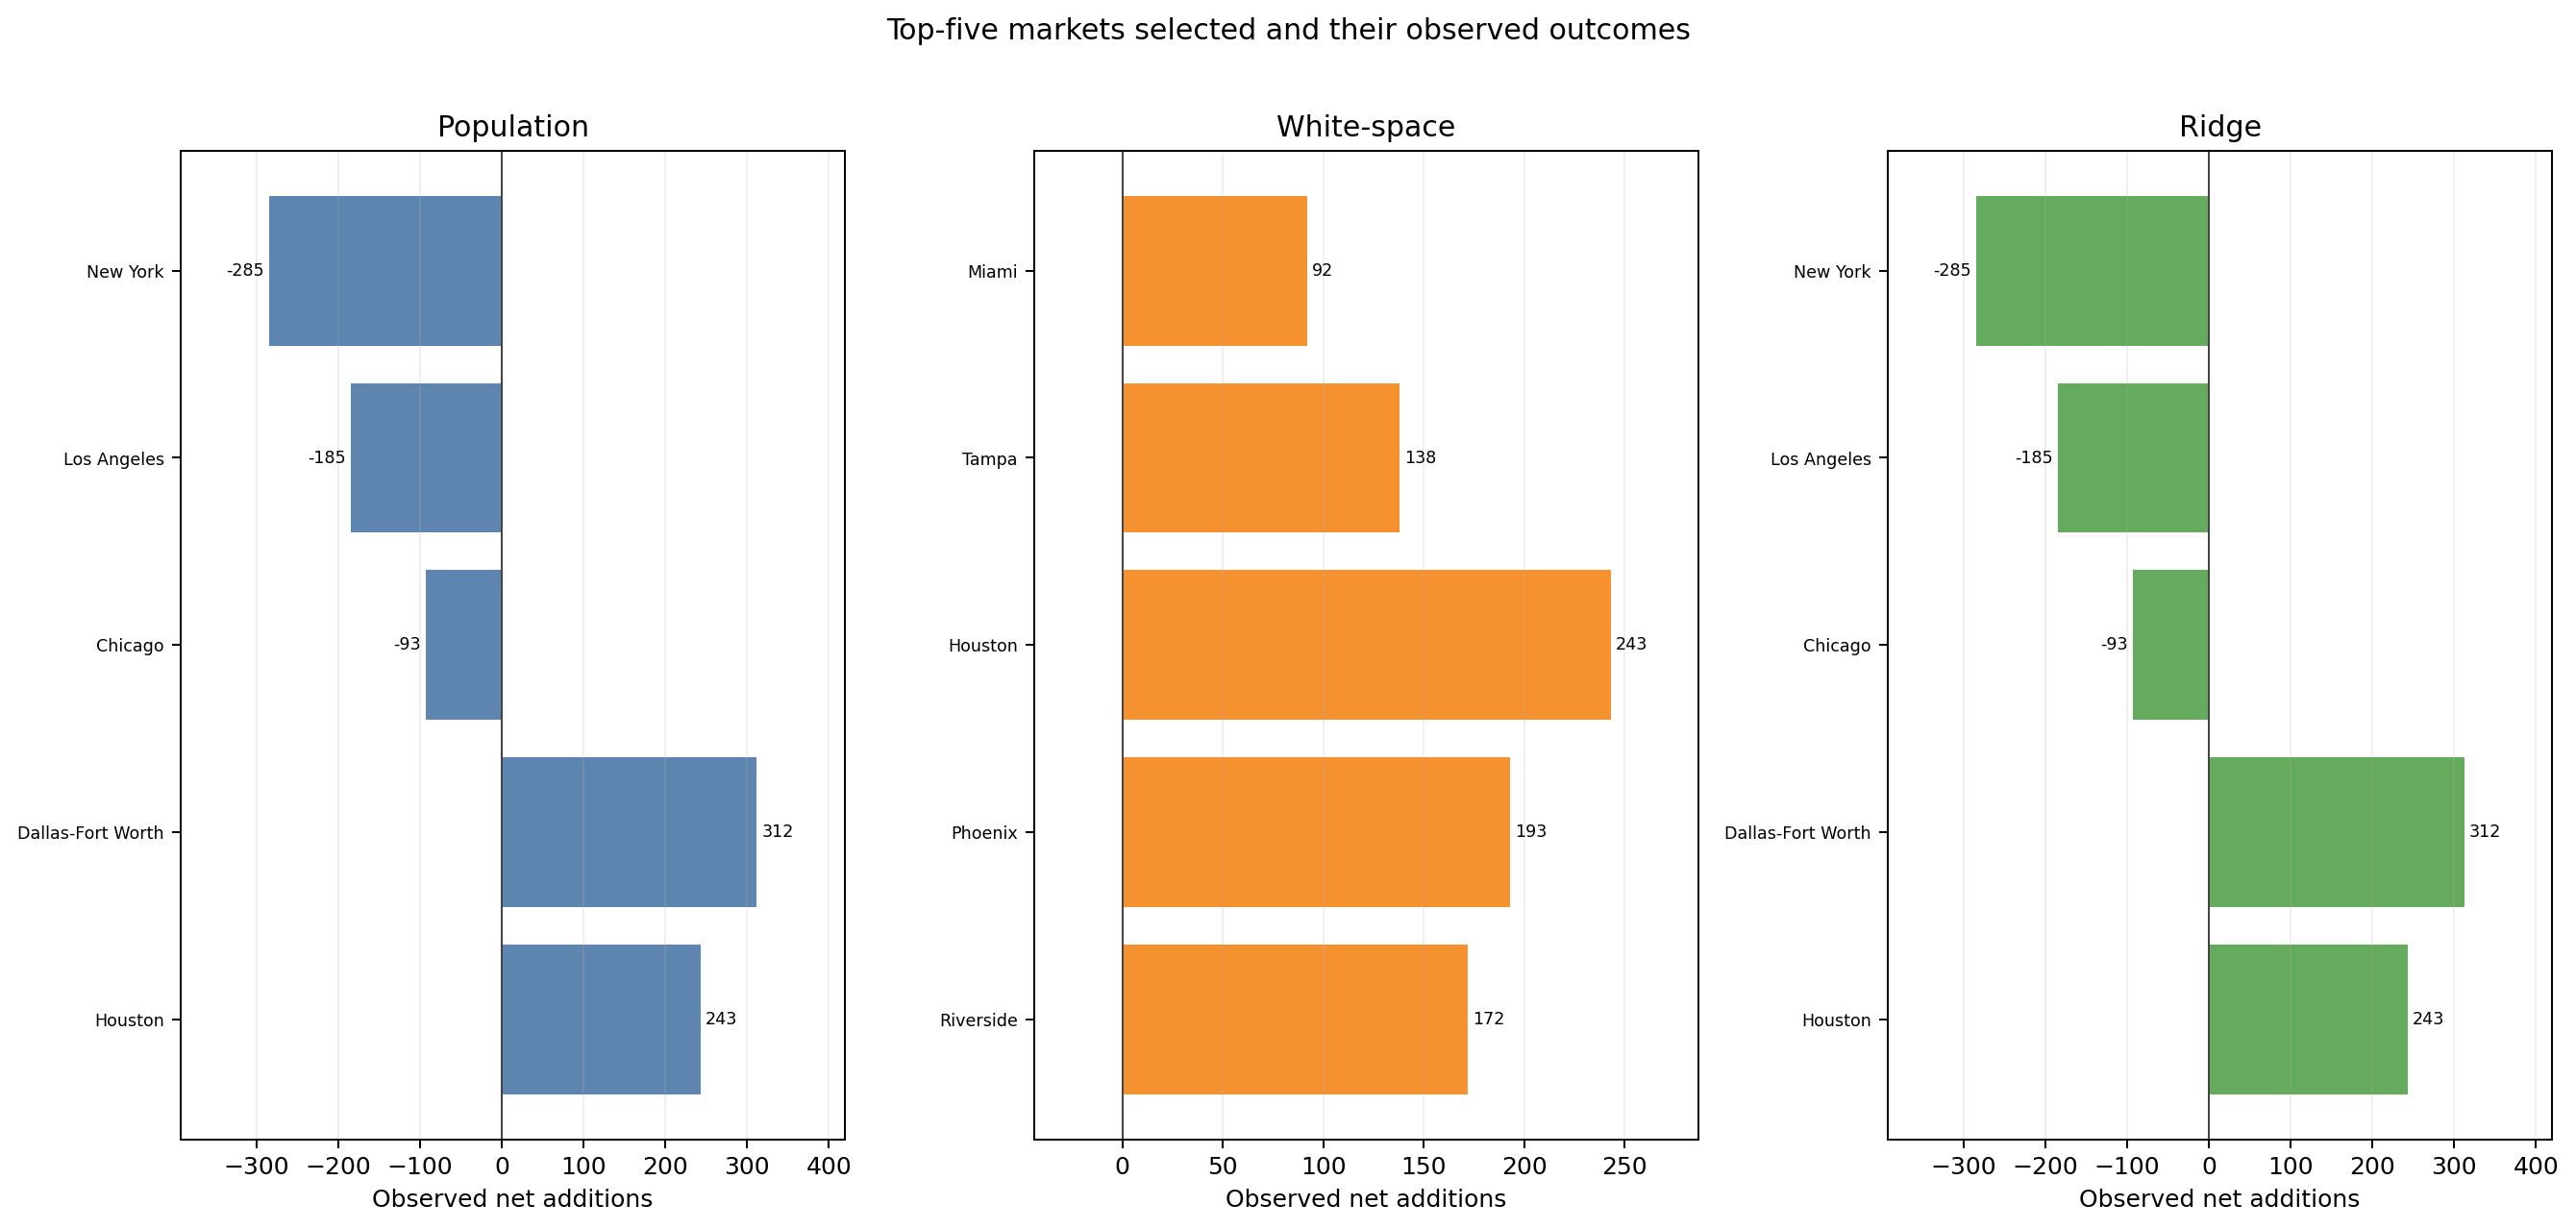 Top-five markets selected and their observed outcomes
Population
New York
-285
Los Angeles
-185
Chicago
-93
Dallas-Fort Worth
312
Houston
243
−300 −200 −100 0 100 200 300 400
Observed net additions
White-space
Miami
92
Tampa
138
Houston
243
Phoenix
193
Riverside
172
0 50 100 150 200 250
Observed net additions
Ridge
New York
-285
Los Angeles
-185
Chicago
-93
Dallas-Fort Worth
312
Houston
243
−300 −200 −100 0 100 200 300 400
Observed net additions